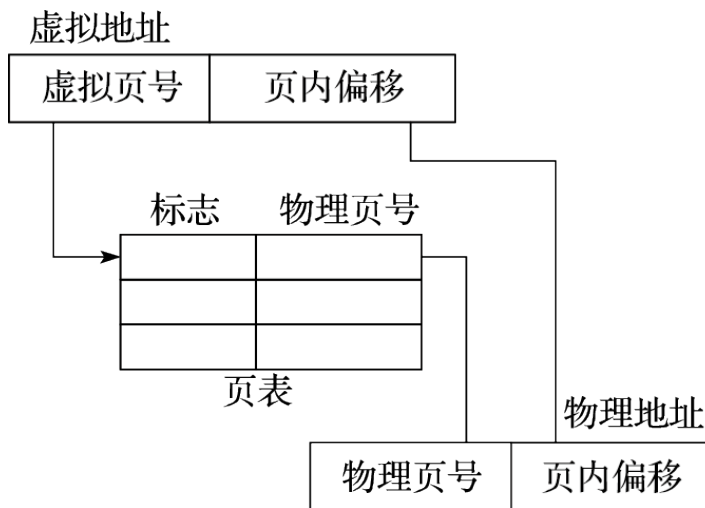 虚拟地址
虚拟页号 页内偏移
标志 物理页号
页表
物理地址
物理页号 页内偏移